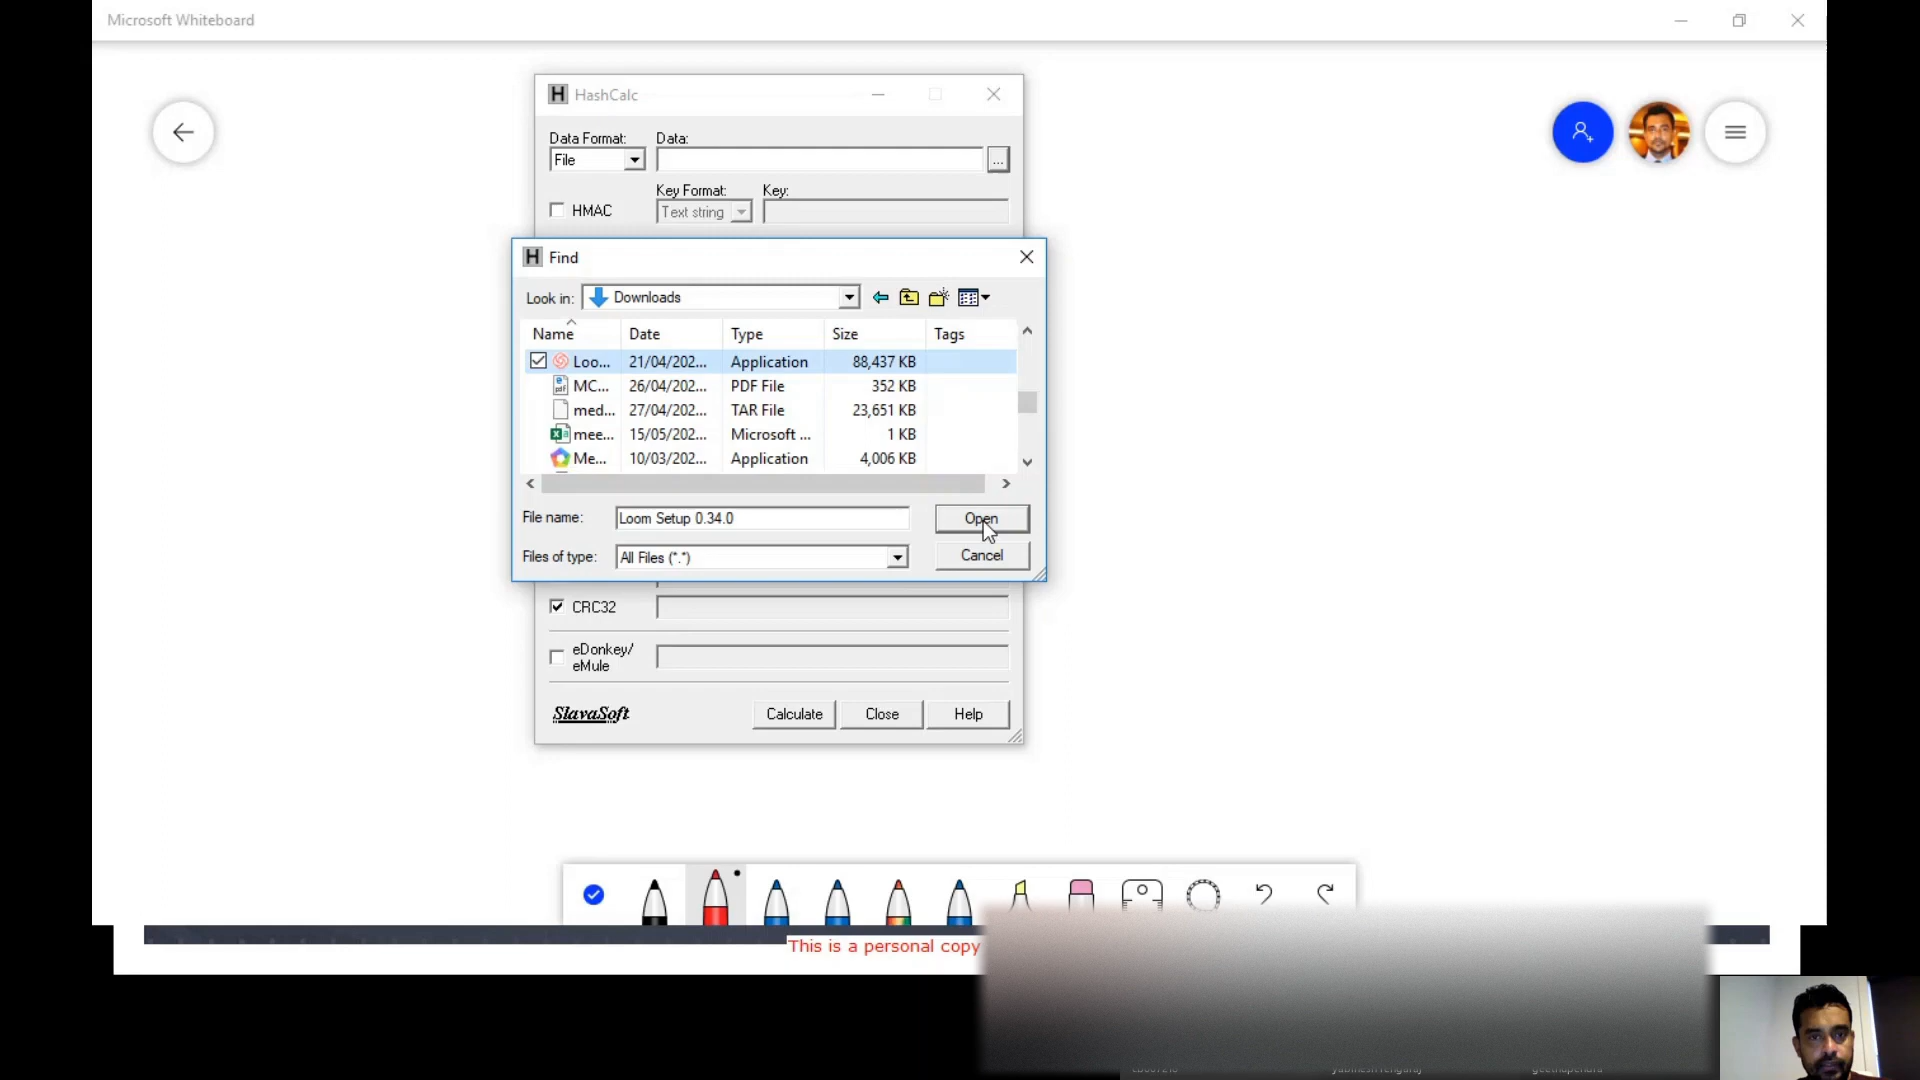 Microsoft Whiteboard
HashCalc
Data Format: Data:
File ...
Key Format: Key:
HMAC Text string
Find
Look in: Downloads
Name Date Type Size Tags
Loo... 21/04/202... Application 88,437 KB
MC... 26/04/202... PDF File 352 KB
med... 27/04/202... TAR File 23,651 KB
mee... 15/05/202... Microsoft ... 1 KB
Me... 10/03/202... Application 4,006 KB
File name: Loom Setup 0.34.0 Open
Files of type: All Files (*.*) Cancel
CRC32
eDonkey/
eMule
SlavaSoft Calculate Close Help
This is a personal copy